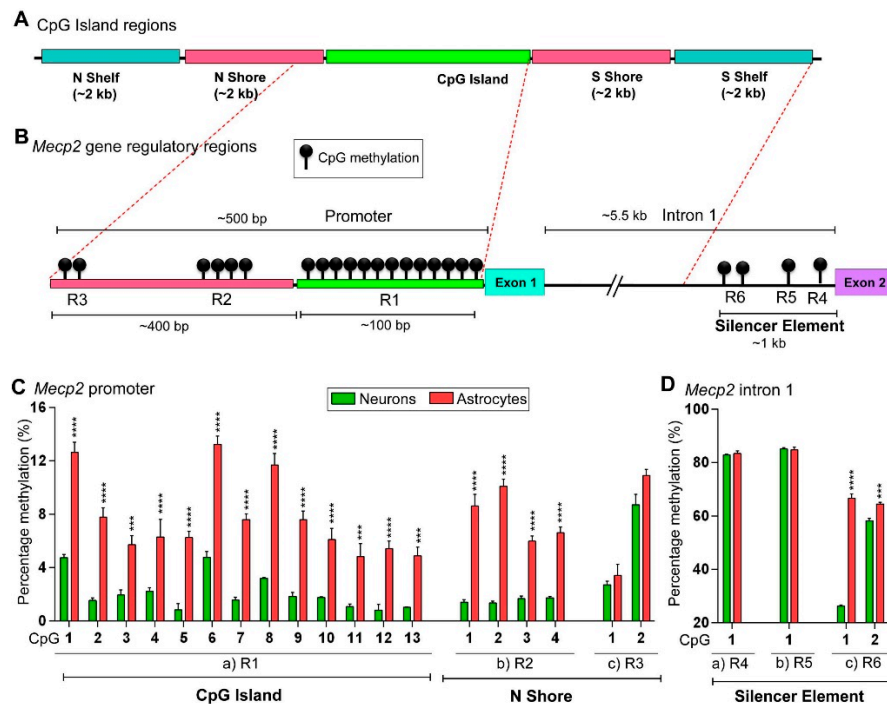 A CpG Island regions
N Shelf
(~2 kb)
N Shore
(~2 kb)
CpG Island
S Shore
(~2 kb)
S Shelf
(~2 kb)
B
Mecp2 gene regulatory regions
CpG methylation
~500 bp
Promoter
~5.5 kb
Intron 1
R3
R2
R1
Exon 1
R6
R5
R4
Exon 2
~400 bp
~100 bp
Silencer Element
~1 kb
C Mecp2 promoter
Neurons
Astrocytes
Percentage methylation (%)
16
12
8
4
0
****
****
***
****
****
****
****
****
****
****
***
****
***
****
****
****
****
CpG 1 2 3 4 5 6 7 8 9 10 11 12 13 1 2 3 4 1 2
a) R1
b) R2
c) R3
CpG Island
N Shore
D Mecp2 intron 1
Percentage methylation (%)
100
80
60
40
20
****
***
CpG 1 1 1 2
a) R4
b) R5
c) R6
Silencer Element